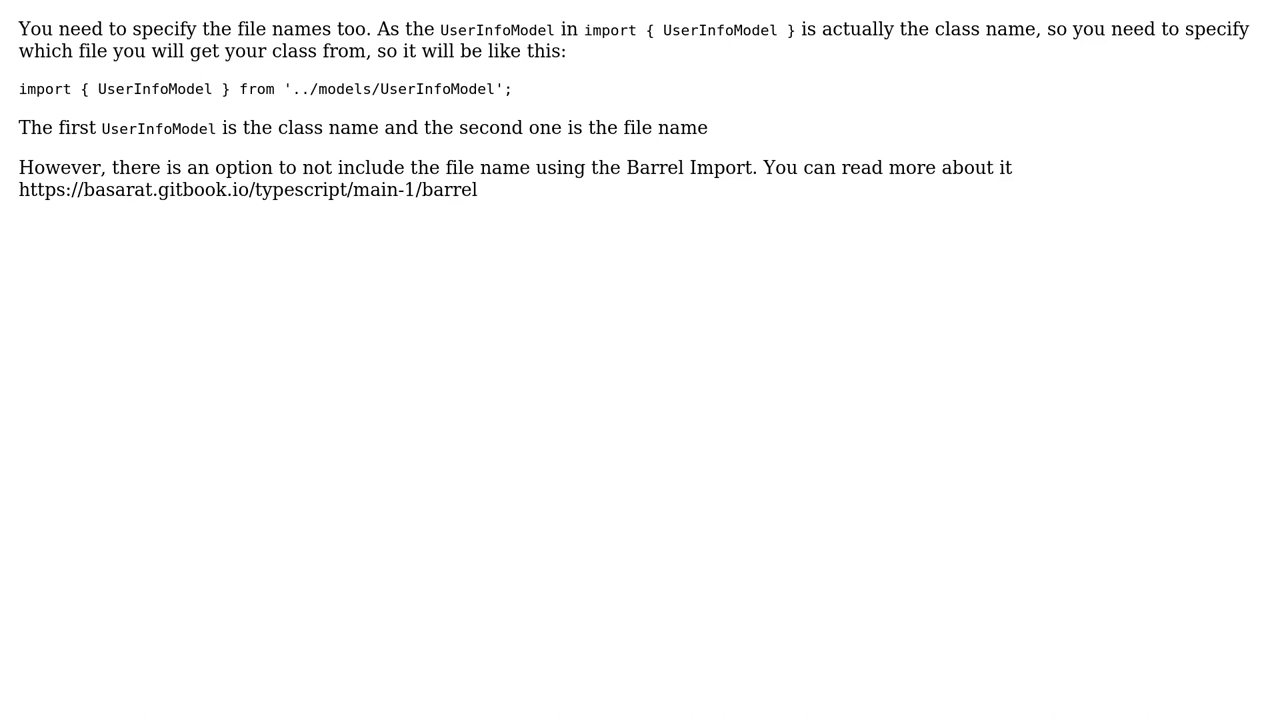 You need to specify the file names too. As the UserInfoModel in import { UserInfoModel } is actually the class name, so you need to specify
which file you will get your class from, so it will be like this:
import { UserInfoModel } from '../models/UserInfoModel';
The first UserInfoModel is the class name and the second one is the file name
However, there is an option to not include the file name using the Barrel Import. You can read more about it
https://basarat.gitbook.io/typescript/main-1/barrel